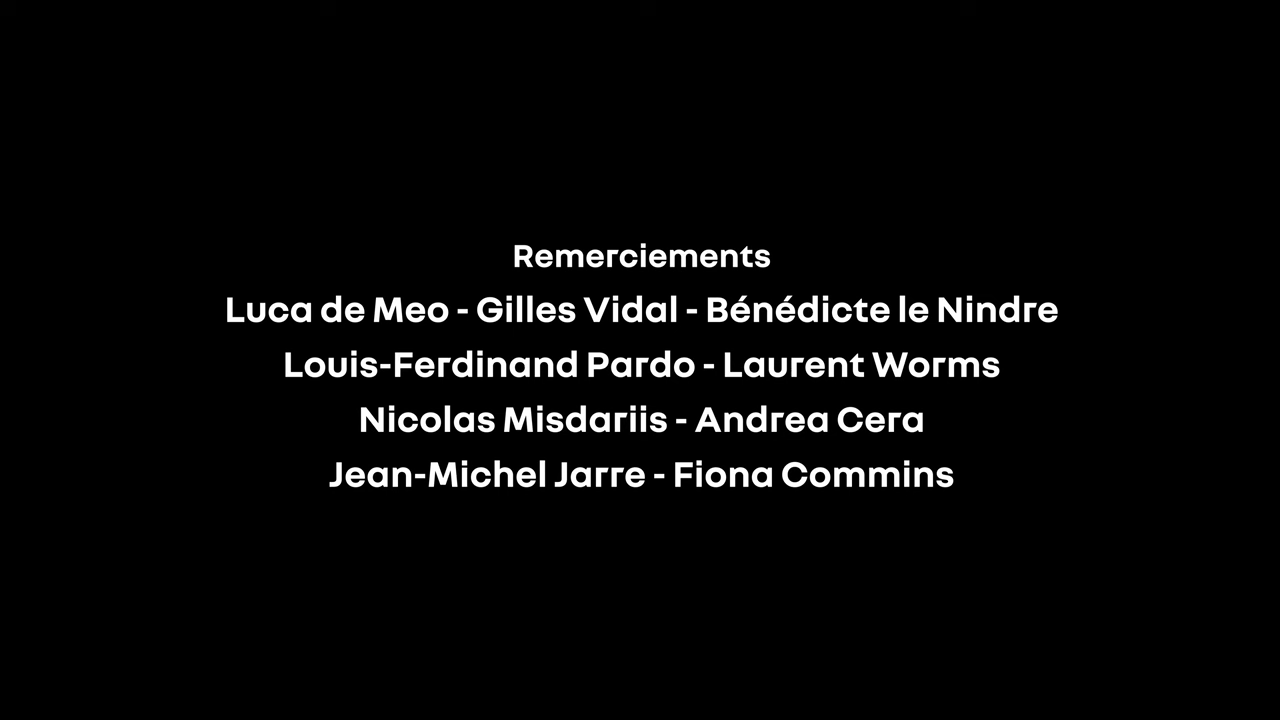 Remerciements
Luca de Meo - Gilles Vidal - Bénédicte le Nindre
Louis-Ferdinand Pardo - Laurent Worms
Nicolas Misdariis - Andrea Cera
Jean-Michel Jarre - Fiona Commins